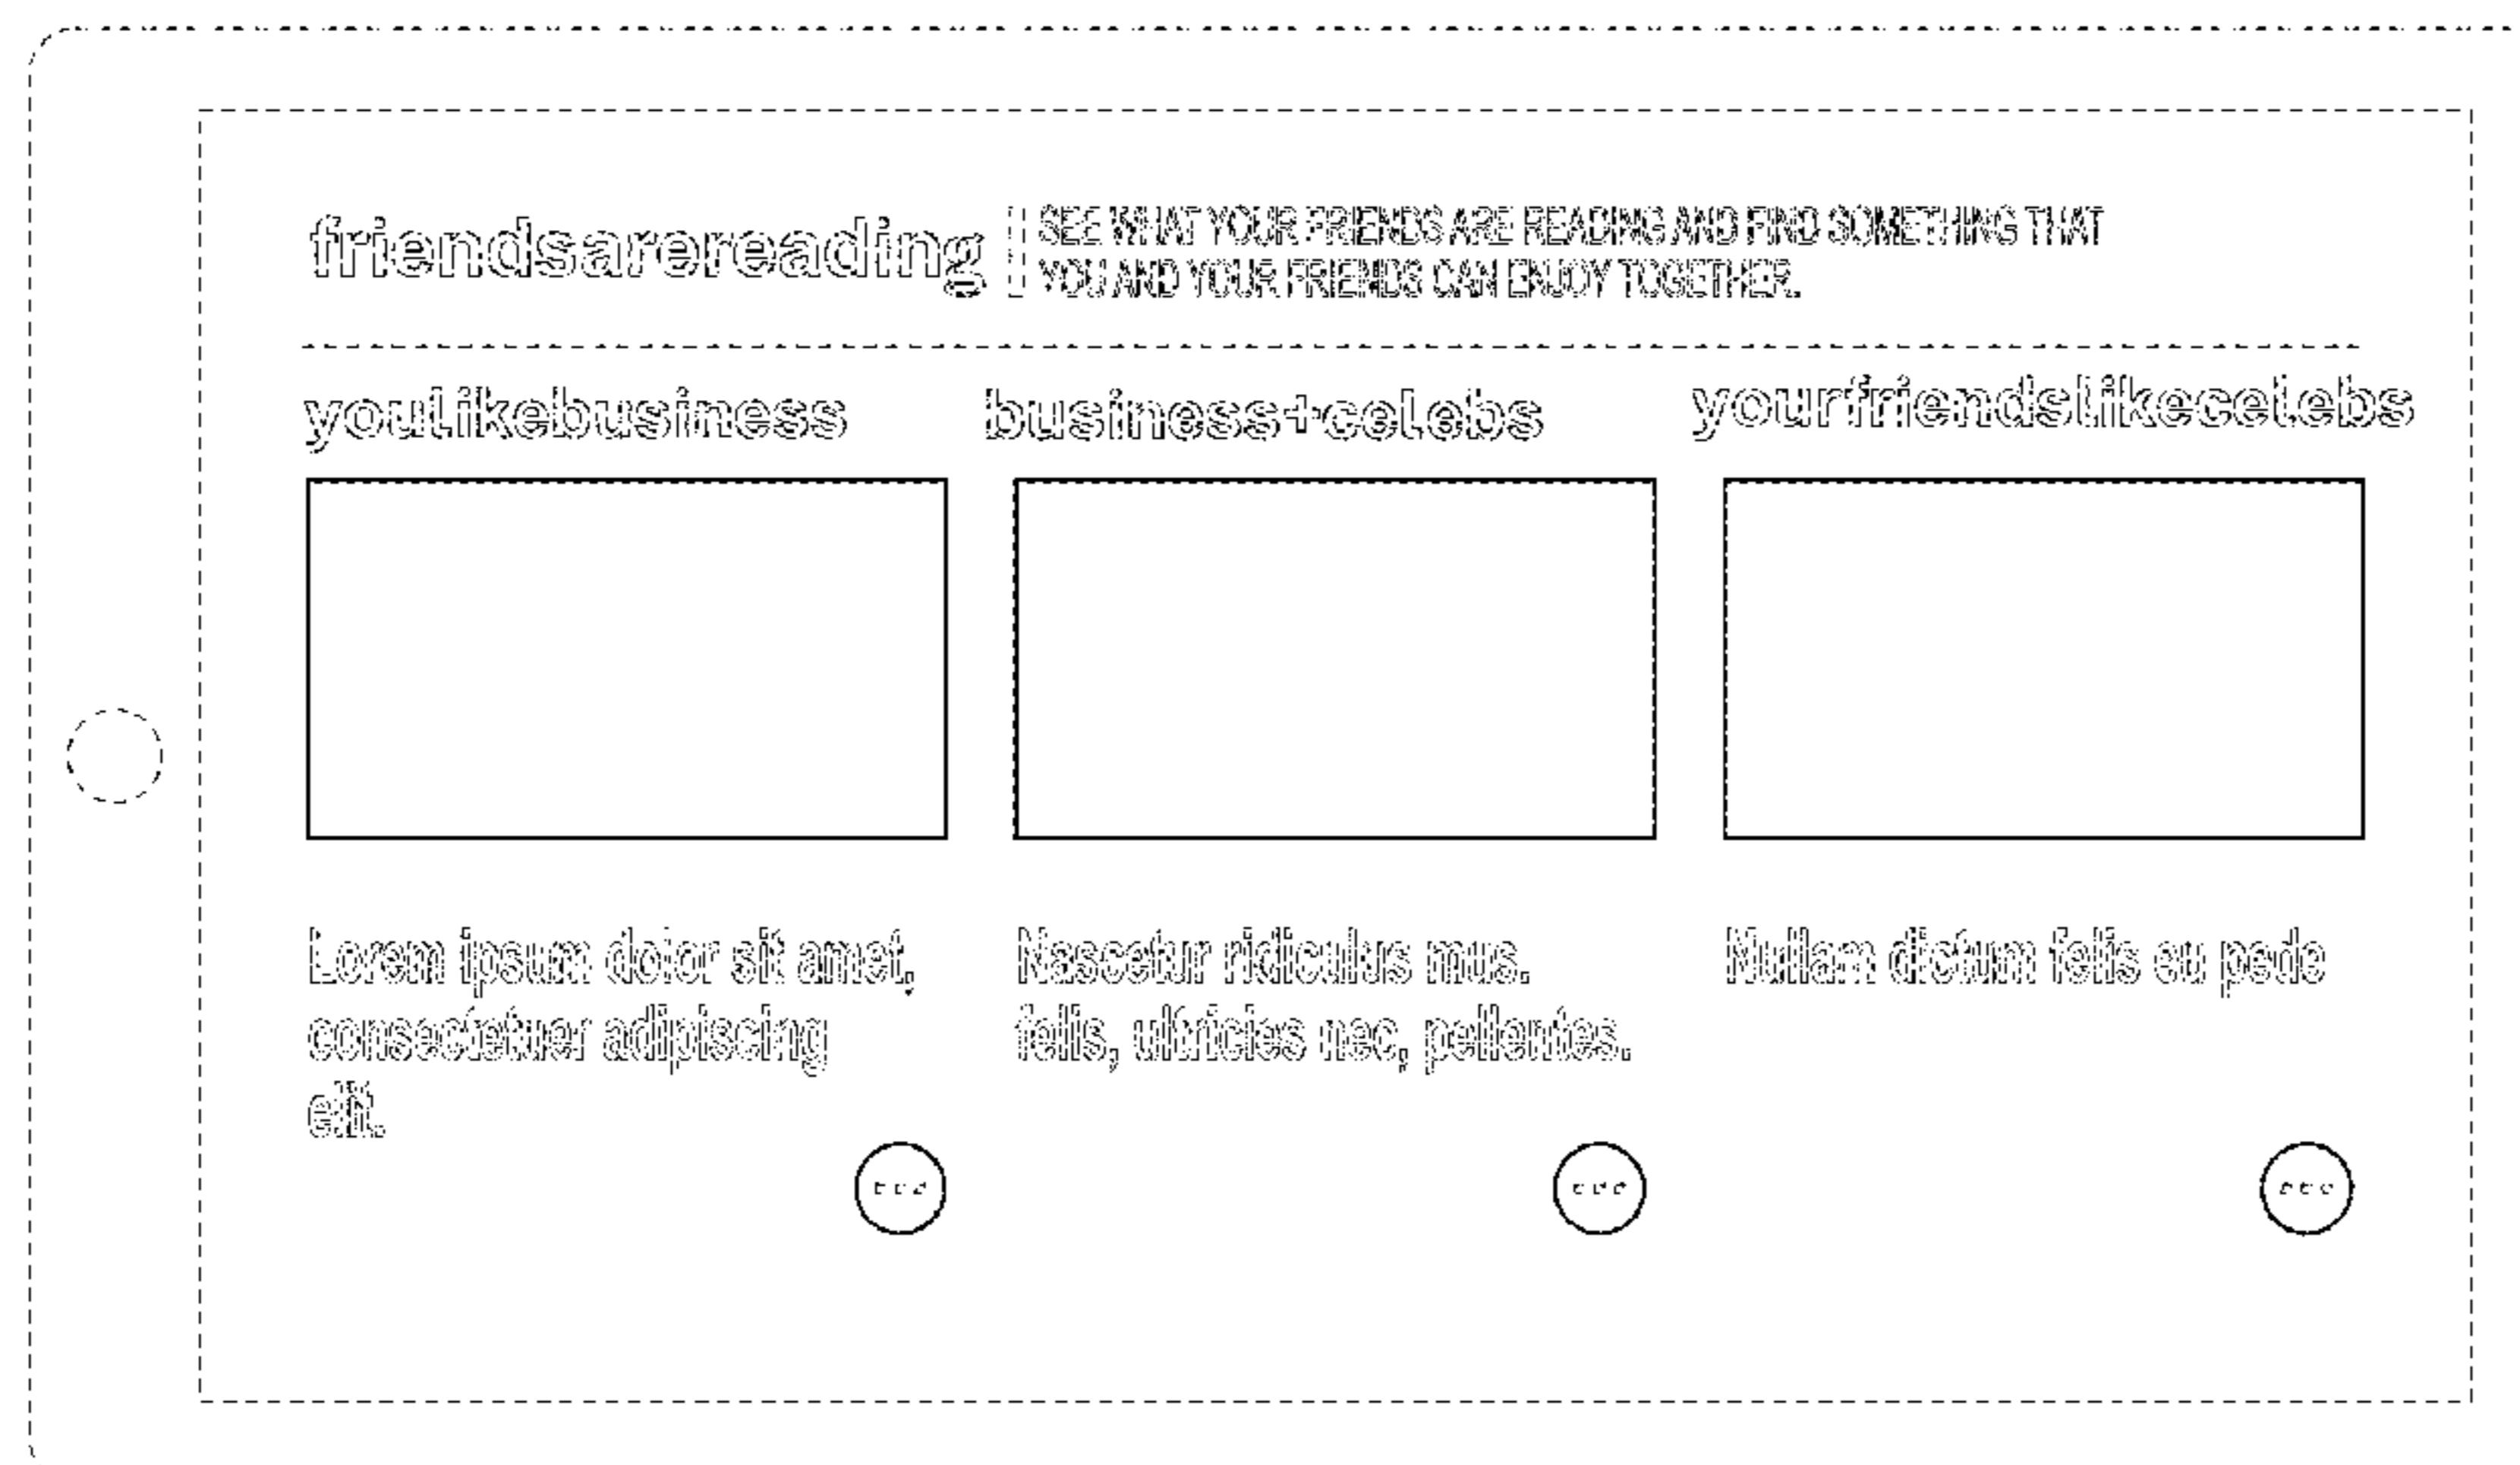 friendsarereading
SEE WHAT YOUR FRIENDS ARE READING AND FIND SOMETHING THAT
YOU AND YOUR FRIENDS CAN ENJOY TOGETHER.
youlikebusiness
business+celebs
yourfriendslikecelebs
Lorem ipsum dolor sit amet,
consectetuer adipiscing
elit.
Nascetur ridiculus mus.
felis, ultricies nec, pellentes.
Nullam dictum felis eu pede